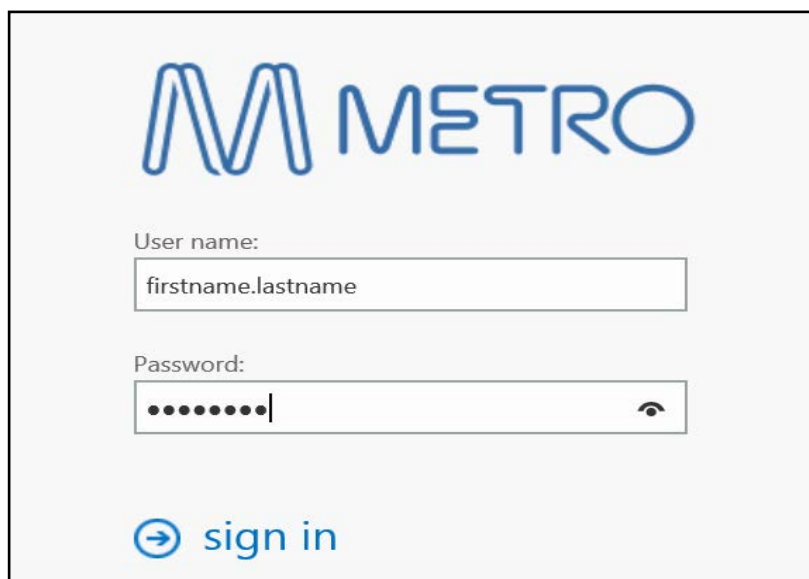 METRO
User name:
firstname.lastname
Password:
••••••••
sign in